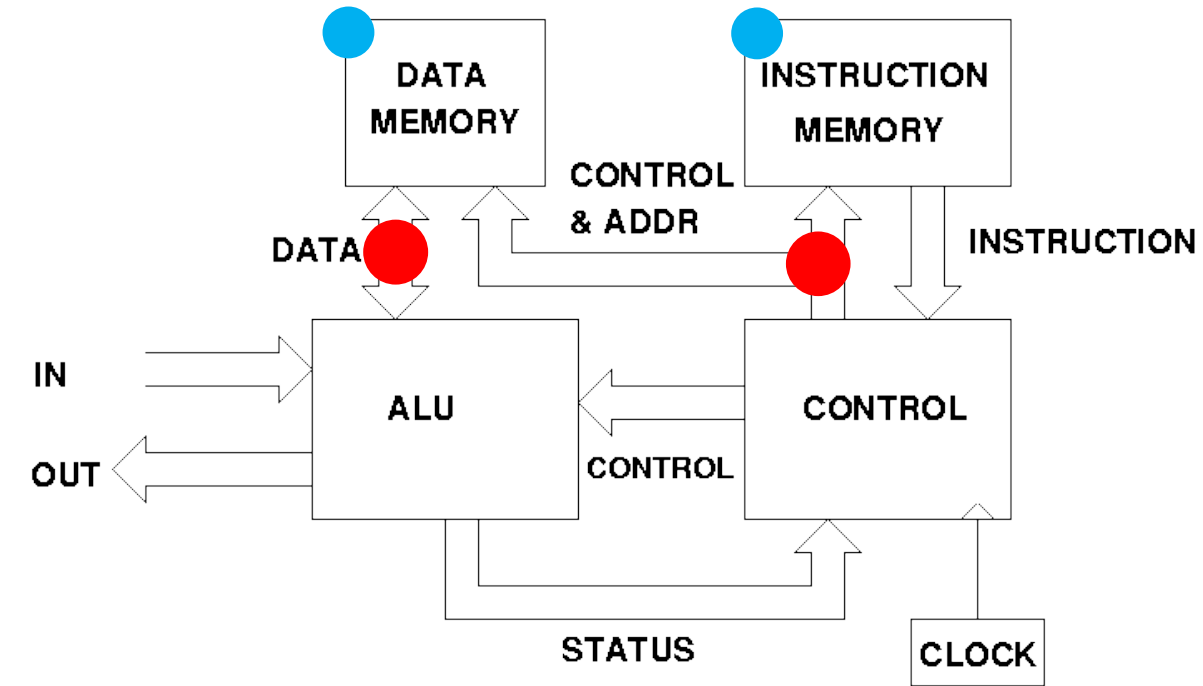 DATA
MEMORY
INSTRUCTION
MEMORY
CONTROL
& ADDR
DATA
INSTRUCTION
IN
ALU
CONTROL
OUT
CONTROL
STATUS
CLOCK